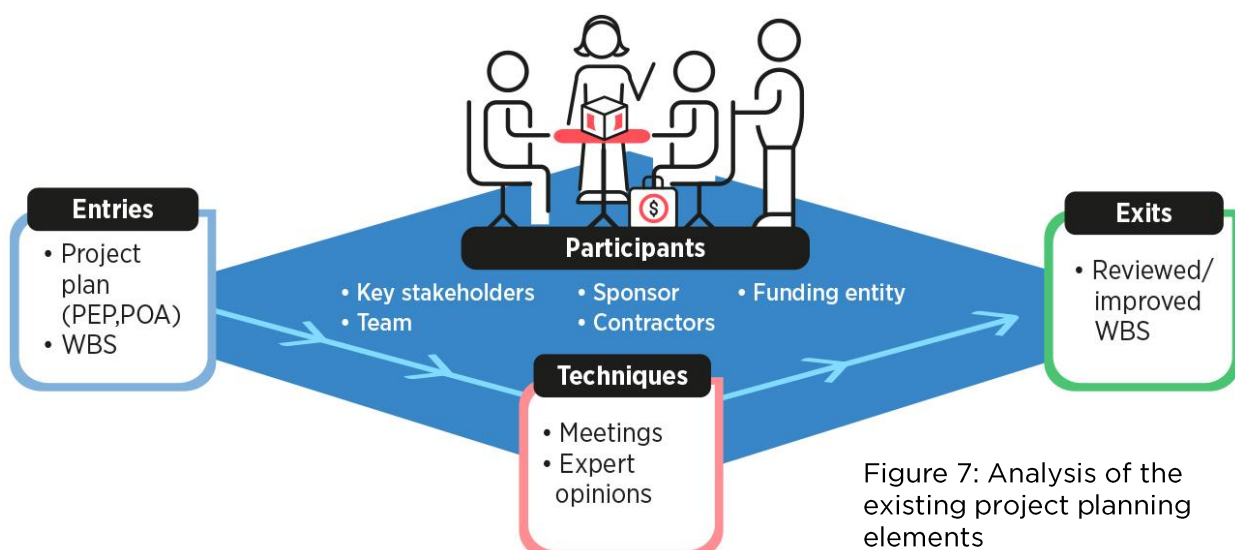 Entries
• Project
plan
(PEP,POA)
• WBS
$
Participants
• Key stakeholders
• Team
• Sponsor
• Contractors
• Funding entity
Techniques
• Meetings
• Expert
opinions
Exits
• Reviewed/
improved
WBS
Figure 7: Analysis of the
existing project planning
elements